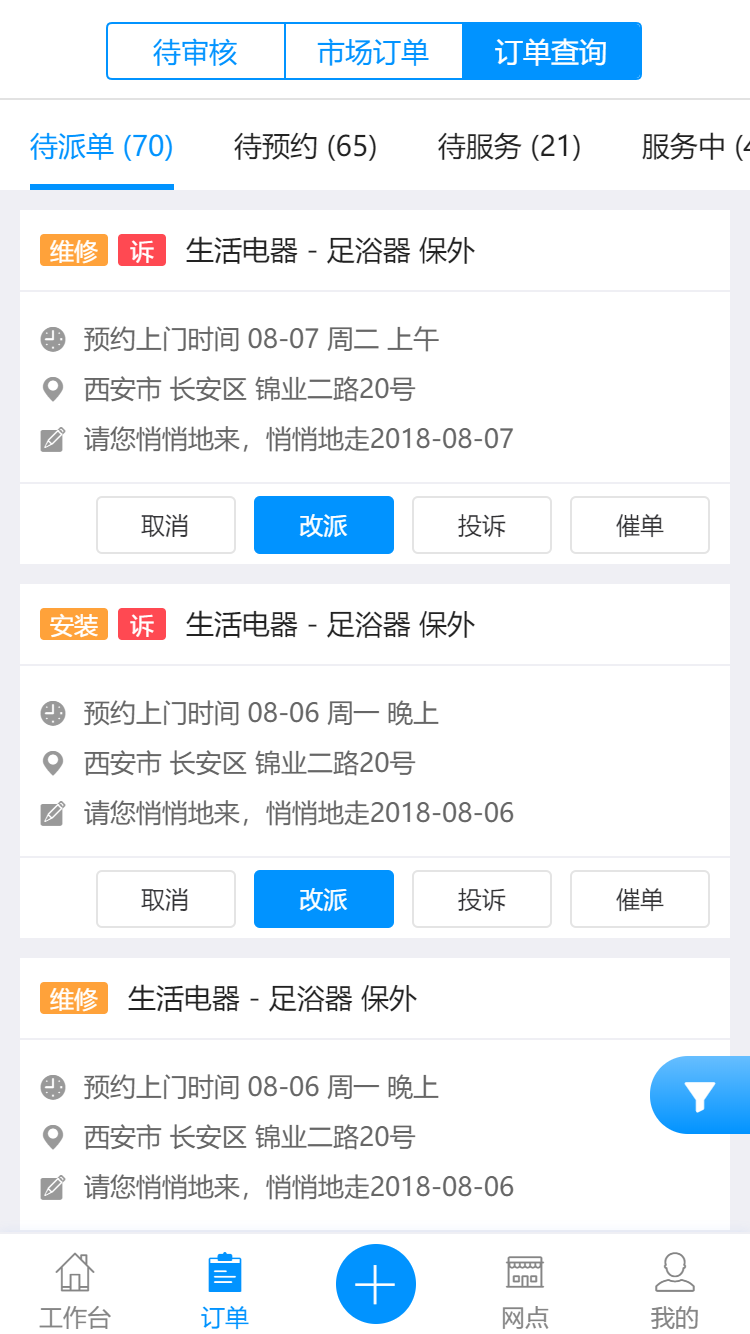 待审核 市场订单 订单查询
待派单 (70) 待预约 (65) 待服务 (21) 服务中 (
维修 诉 生活电器 - 足浴器 保外
预约上门时间 08-07 周二 上午
西安市 长安区 锦业二路20号
请您悄悄地来，悄悄地走2018-08-07
取消 改派 投诉 催单
安装 诉 生活电器 - 足浴器 保外
预约上门时间 08-06 周一 晚上
西安市 长安区 锦业二路20号
请您悄悄地来，悄悄地走2018-08-06
取消 改派 投诉 催单
维修 生活电器 - 足浴器 保外
预约上门时间 08-06 周一 晚上
西安市 长安区 锦业二路20号
请您悄悄地来，悄悄地走2018-08-06
工作台 订单 网点 我的